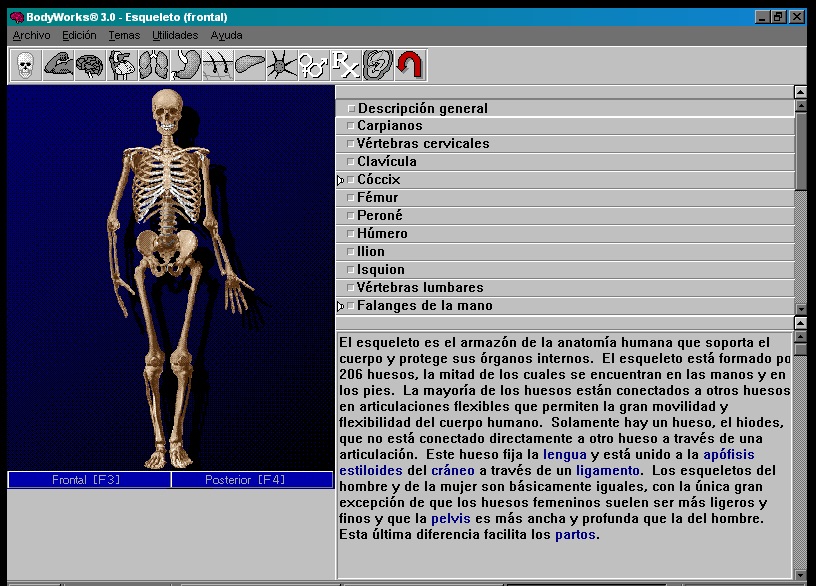 BodyWorks® 3.0 - Esqueleto (frontal)
Archivo Edición Temas Utilidades Ayuda
Rx
Descripción general
Carpianos
Vértebras cervicales
Clavícula
Cóccix
Fémur
Peroné
Húmero
Ilion
Isquion
Vértebras lumbares
Falanges de la mano
El esqueleto es el armazón de la anatomía humana que soporta el
cuerpo y protege sus órganos internos. El esqueleto está formado po
206 huesos, la mitad de los cuales se encuentran en las manos y en
los pies. La mayoría de los huesos están conectados a otros huesos
en articulaciones flexibles que permiten la gran movilidad y
flexibilidad del cuerpo humano. Solamente hay un hueso, el hiodes,
que no está conectado directamente a otro hueso a través de una
articulación. Este hueso fija la lengua y está unido a la apófisis
estiloides del cráneo a través de un ligamento. Los esqueletos del
hombre y de la mujer son básicamente iguales, con la única gran
excepción de que los huesos femeninos suelen ser más ligeros y
finos y que la pelvis es más ancha y profunda que la del hombre.
Esta última diferencia facilita los partos.
Frontal [F3] Posterior [F4]